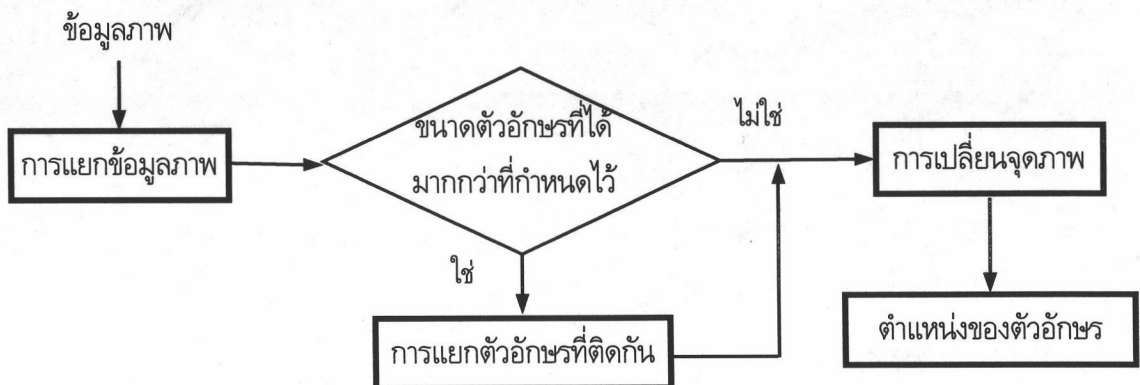 ข้อมูลภาพ
การแยกข้อมูลภาพ
ขนาดตัวอักษรที่ได้
มากกว่าที่กำหนดไว้
ไม่ใช่
การเปลี่ยนจุดภาพ
ใช่
การแยกตัวอักษรที่ติดกัน
ตำแหน่งของตัวอักษร